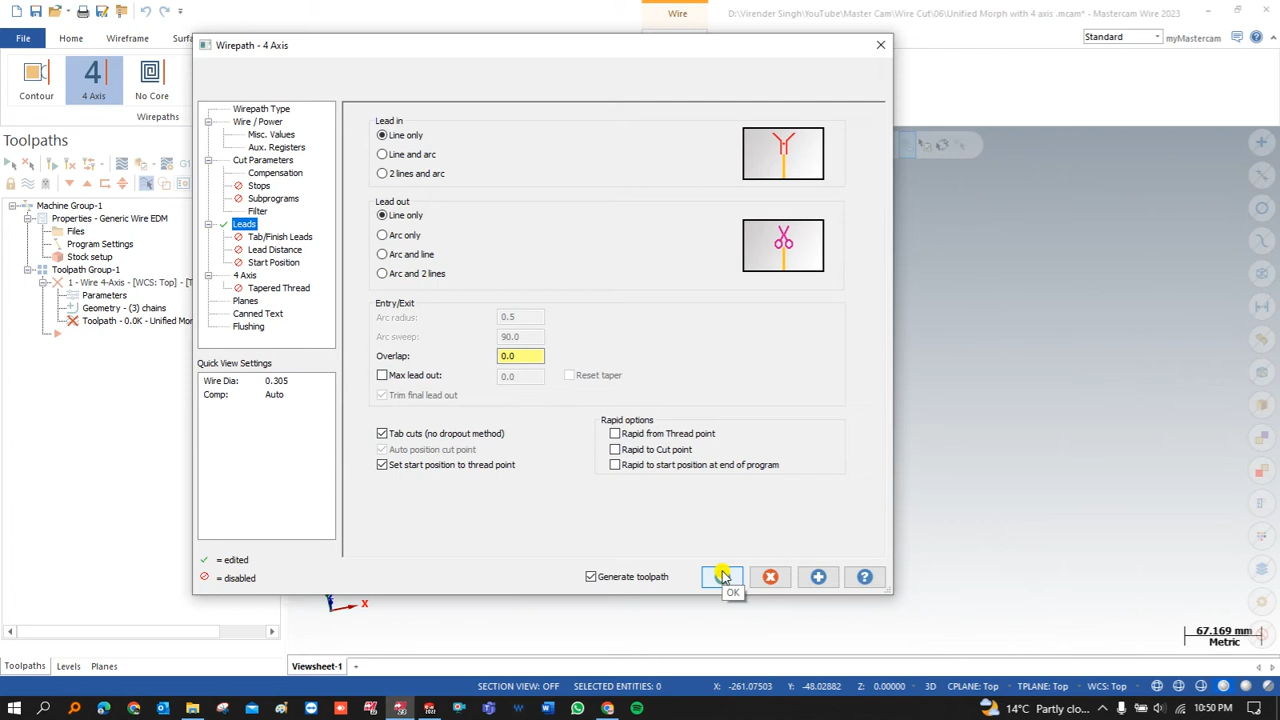 Wire
D:\Virender Singh\YouTube\Master Cam\Wire Cut\06\Unified Morph with 4 axis .mcam* - Mastercam Wire 2023
File
Home
Wireframe
Standard
myMastercam
Wirepath - 4 Axis
Contour
4 Axis
No Core
Wirepaths
Toolpaths
Machine Group-1
Properties - Generic Wire EDM
Files
Program Settings
Stock setup
Toolpath Group-1
1 - Wire 4-Axis - [WCS: Top] - [T
Parameters
Geometry - (3) chains
Toolpath - 0.0K - Unified Mor
Wirepath Type
Wire / Power
Misc. Values
Aux. Registers
Cut Parameters
Compensation
Stops
Subprograms
Filter
Leads
Tab/Finish Leads
Lead Distance
Start Position
4 Axis
Tapered Thread
Planes
Canned Text
Flushing
Quick View Settings
Wire Dia: 0.305
Comp: Auto
= edited
= disabled
Lead in
Line only
Line and arc
2 lines and arc
Lead out
Line only
Arc only
Arc and line
Arc and 2 lines
Entry/Exit
Arc radius: 0.5
Arc sweep: 90.0
Overlap: 0.0
Max lead out: 0.0 Reset taper
Trim final lead out
Tab cuts (no dropout method)
Auto position cut point
Set start position to thread point
Rapid options
Rapid from Thread point
Rapid to Cut point
Rapid to start position at end of program
Generate toolpath
OK
X
67.169 mm
Metric
Toolpaths Levels Planes
Viewsheet-1
SECTION VIEW: OFF SELECTED ENTITIES: 0 X: -261.07503 Y: -48.02882 Z: 0.00000 3D CPLANE: Top TPLANE: Top WCS: Top
14°C Partly clo... 10:50 PM